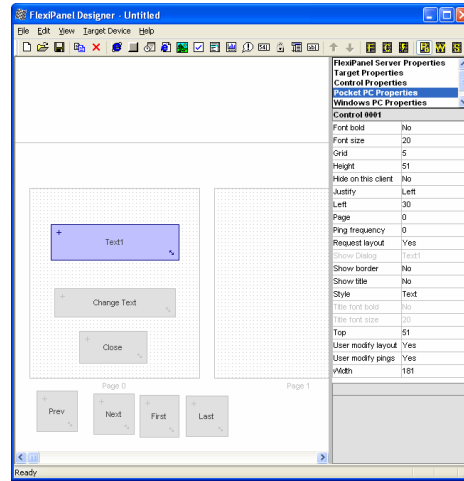 FlexiPanel Designer - Untitled
File Edit View Target Device Help
FlexiPanel Server Properties
Target Properties
Control Properties
Pocket PC Properties
Windows PC Properties
Control 0001
Font bold No
Font size 20
Grid 5
Height 51
Hide on this client No
Justify Left
Left 30
Page 0
Ping frequency 0
Request layout Yes
Show Dialog Text1
Show border No
Show title No
Style Text
Title font bold No
Title font size 20
Top 51
User modify layout Yes
User modify pings Yes
Width 181
Text1
Change Text
Close
Page 0 Page 1
Prev Next First Last
Ready